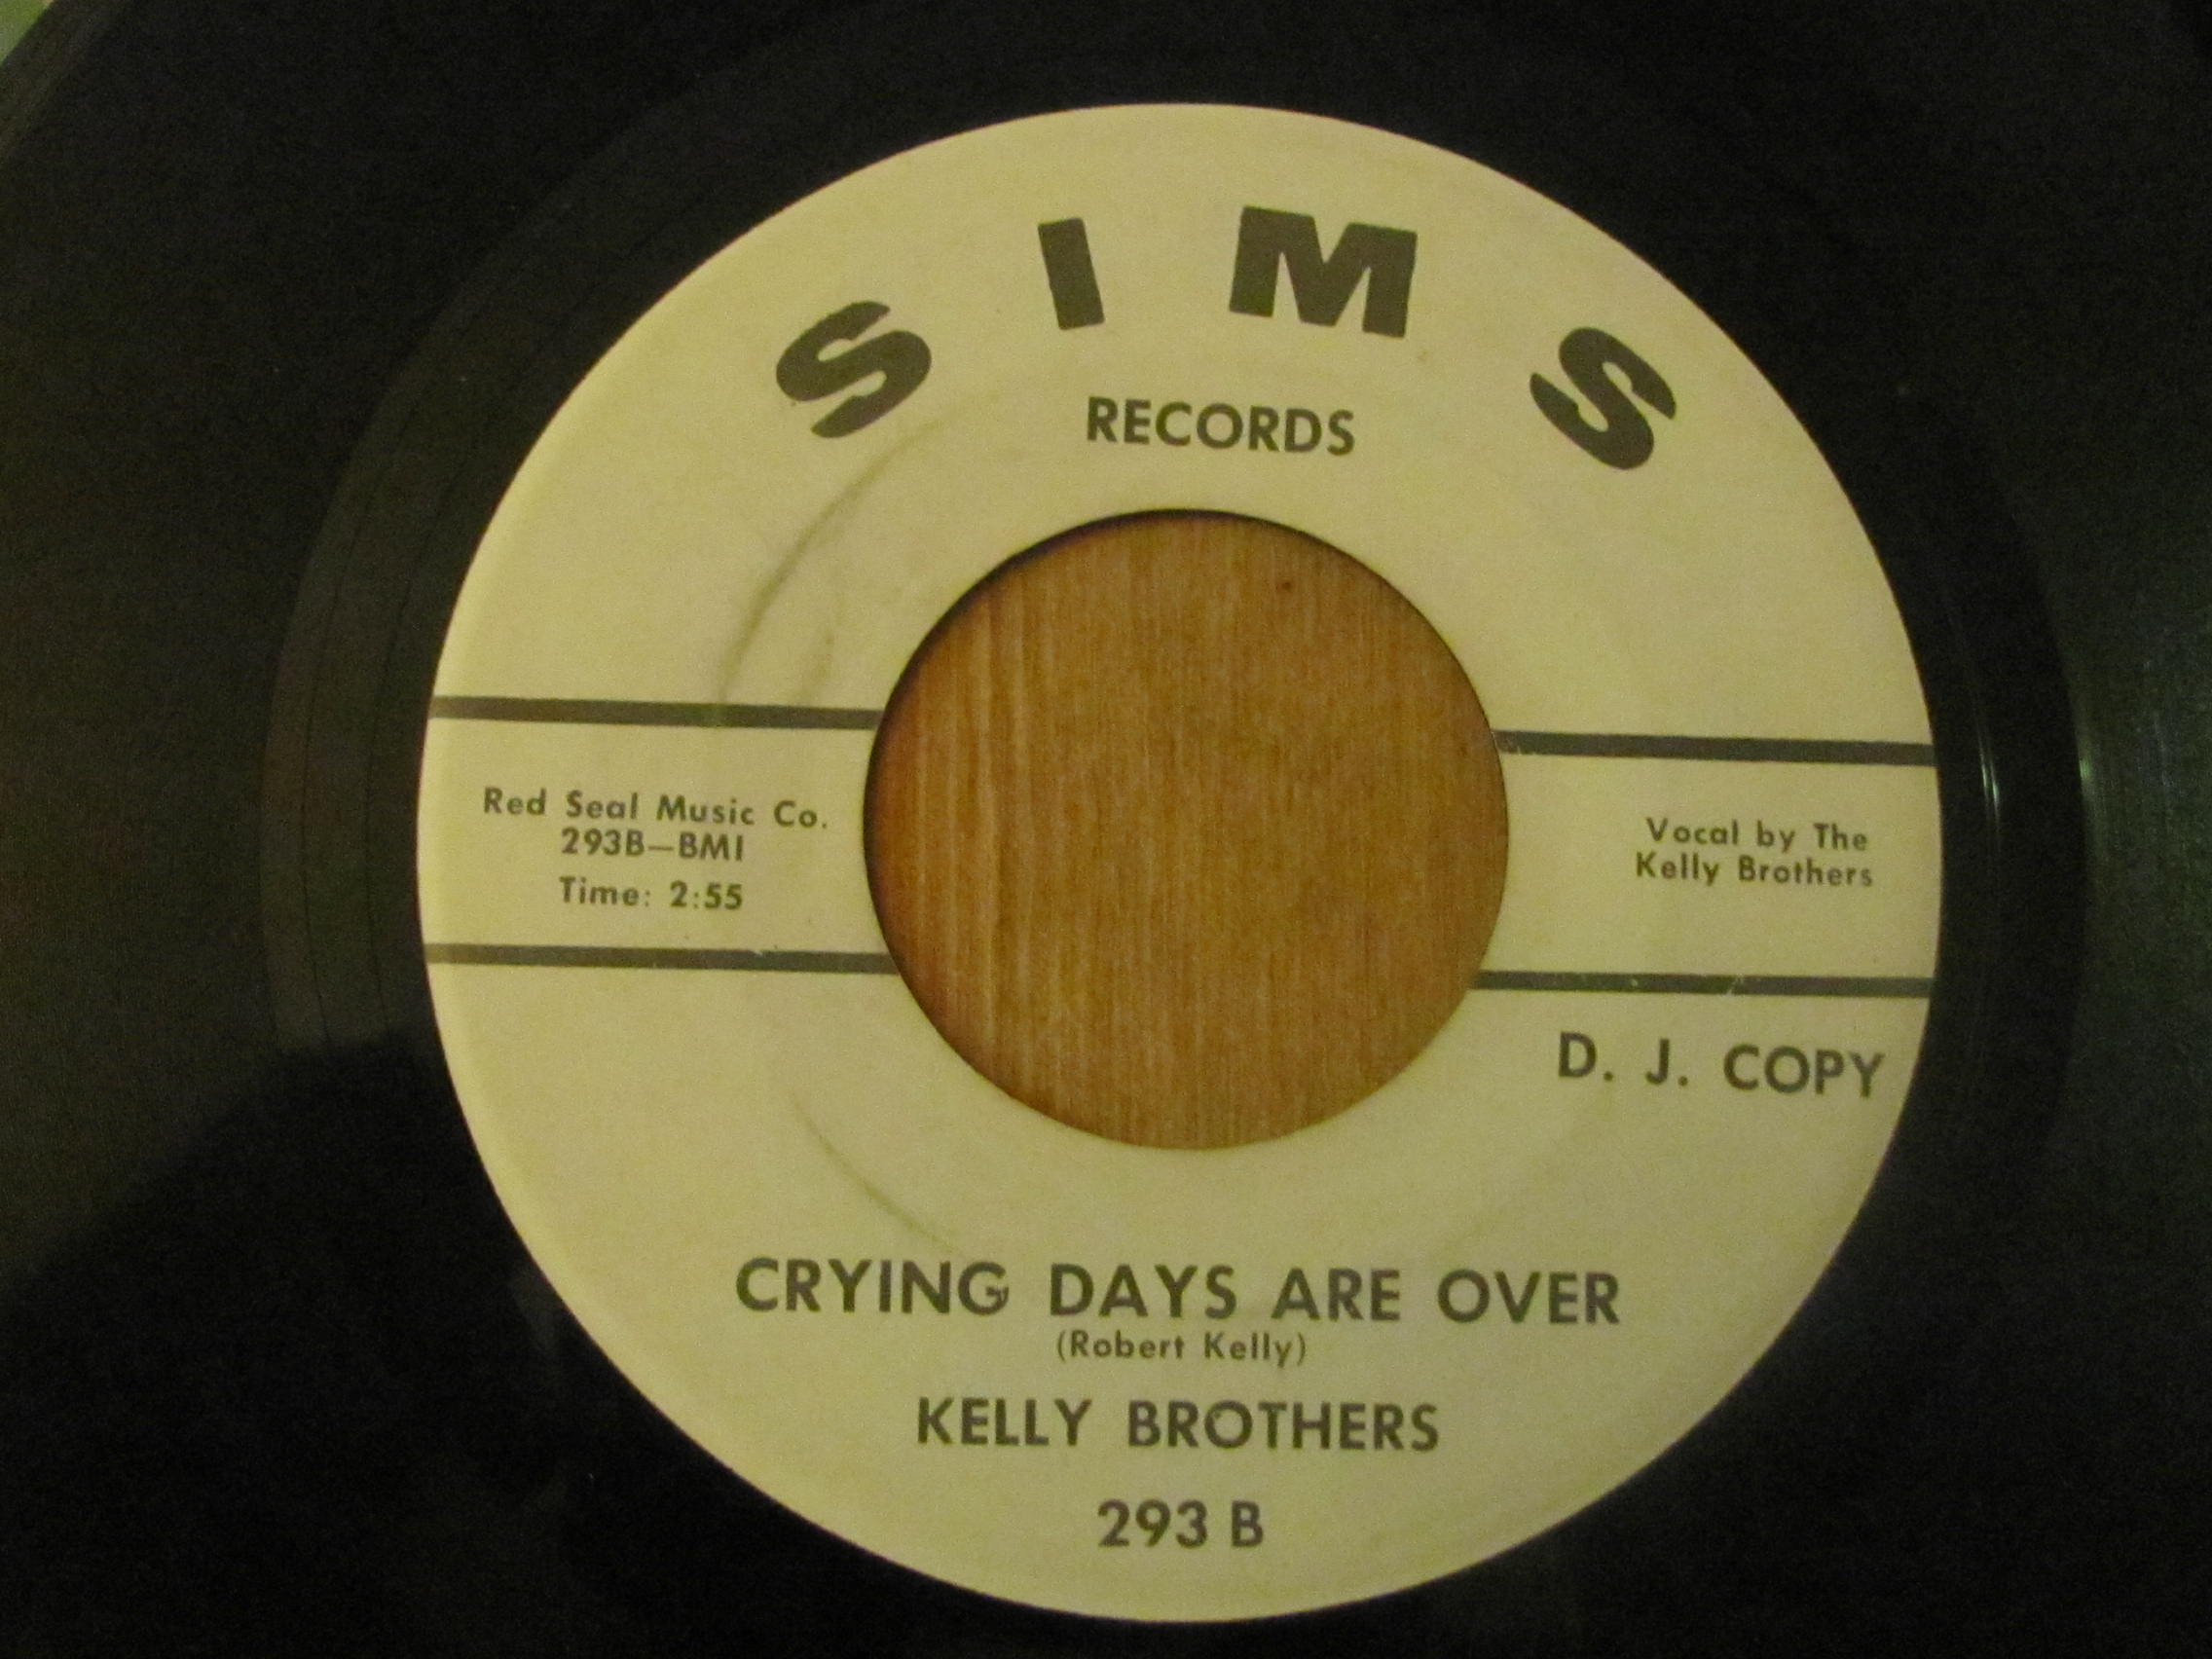 SIMS
RECORDS
Red Seal Music Co.
293B—BMI
Time: 2:55
Vocal by The
Kelly Brothers
D. J. COPY
CRYING DAYS ARE OVER
(Robert Kelly)
KELLY BROTHERS
293 B